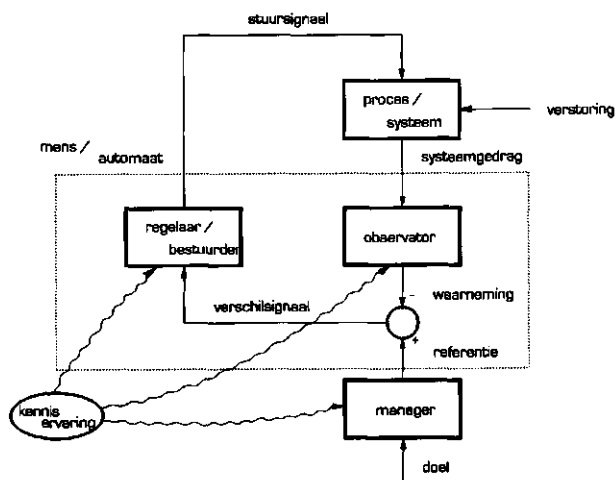 stuursignaal
proces /
systeem
verstoring
mens /
automaat
systeemgedrag
regelaar /
bestuurder
observator
verschilsignaal
-
waarneming
+
referentie
kennis
ervaring
manager
doel